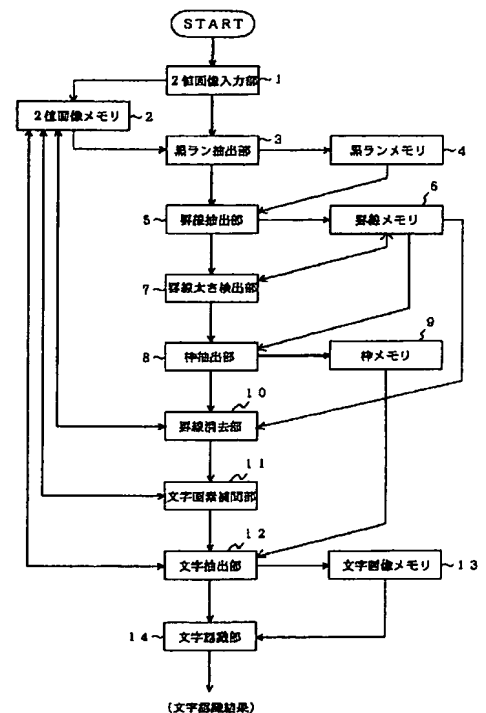 START
2値画像入力部 1
2値画像メモリ 2
3
黒ラン抽出部 黒ランメモリ 4
6
5 罫線抽出部 罫線メモリ
7 罫線太さ検出部
9
8 枠抽出部 枠メモリ
10
罫線消去部
11
文字画素補間部
12
文字抽出部 文字画像メモリ 13
14 文字認識部
(文字認識結果)